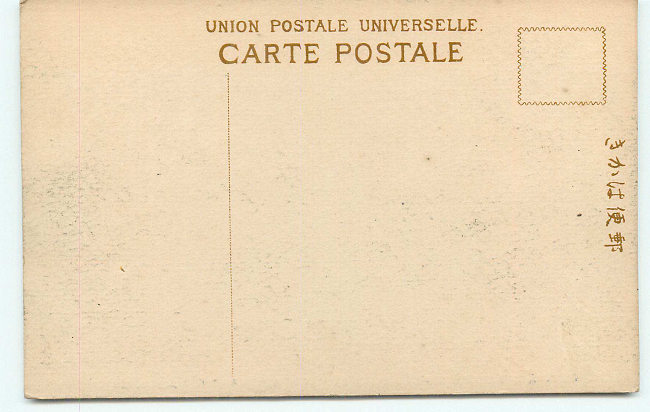 UNION POSTALE UNIVERSELLE.
CARTE POSTALE
郵便はかき